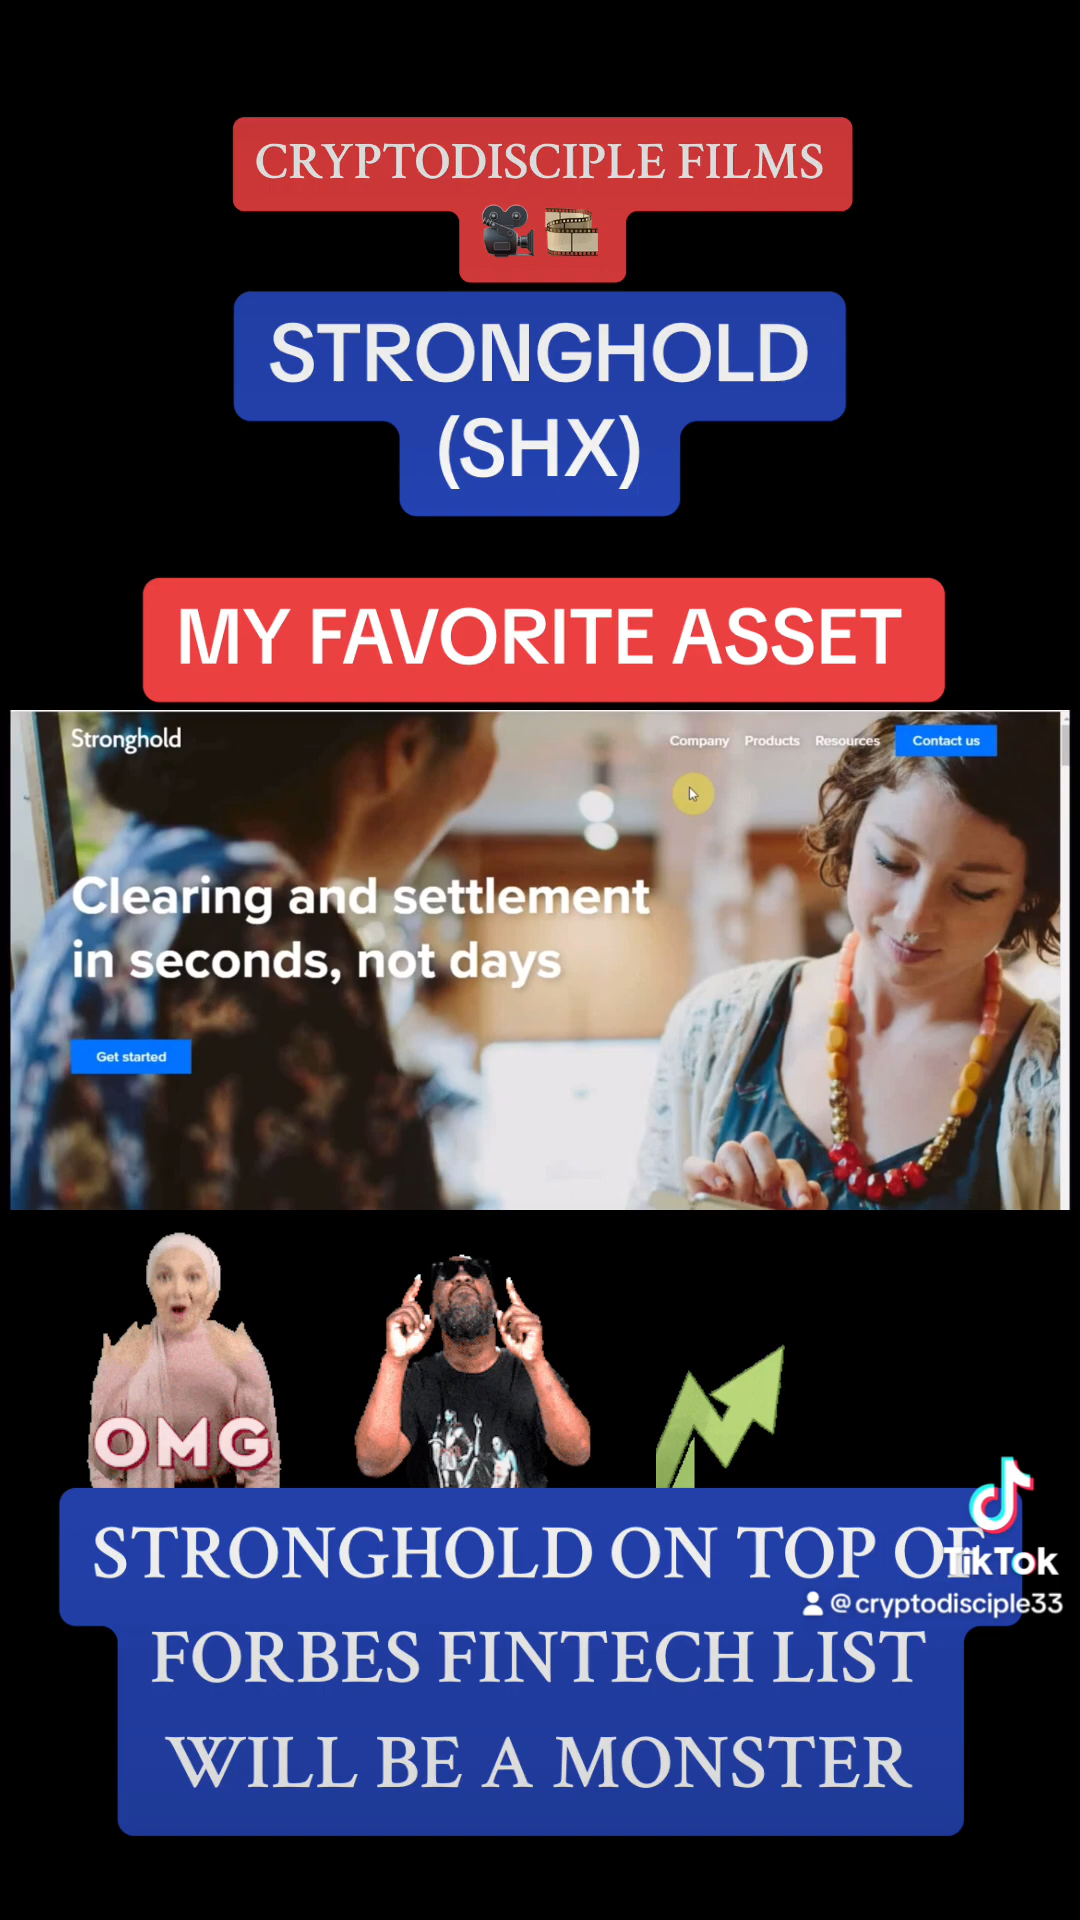 CRYPTODISCIPLE FILMS
STRONGHOLD
(SHX)
MY FAVORITE ASSET
Stronghold
Company Products Resources Contact us
Clearing and settlement
in seconds, not days
Get started
OMG
STRONGHOLD ON TOP OF
TikTok
@cryptodisciple33
FORBES FINTECH LIST
WILL BE A MONSTER